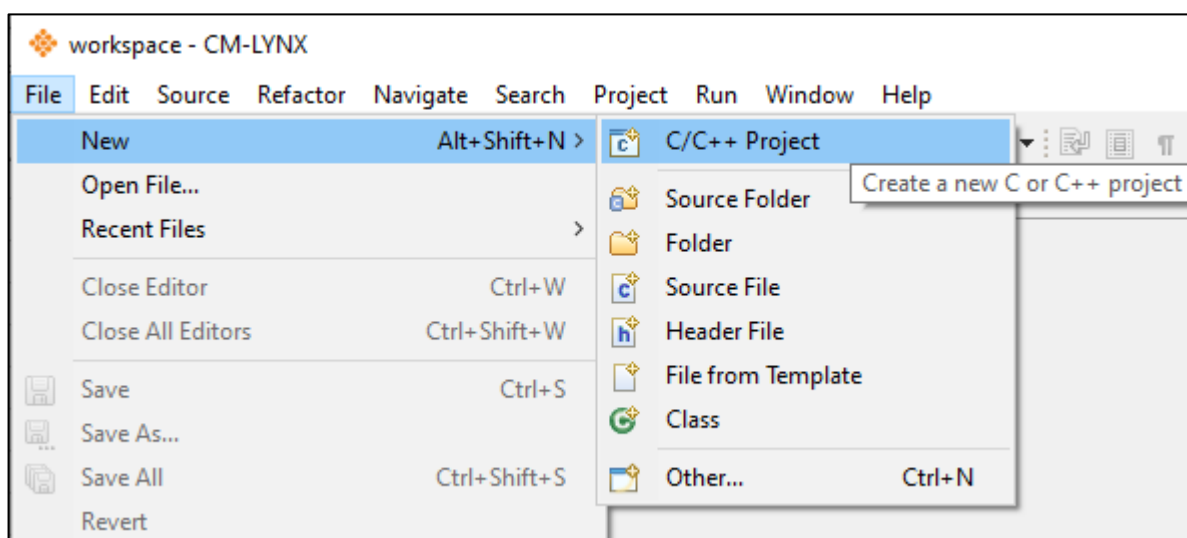 workspace - CM-LYNX
File Edit Source Refactor Navigate Search Project Run Window Help
New Alt+Shift+N >
Open File...
Recent Files >
Close Editor Ctrl+W
Close All Editors Ctrl+Shift+W
Save Ctrl+S
Save As...
Save All Ctrl+Shift+S
Revert
C/C++ Project
Create a new C or C++ project
Source Folder
Folder
Source File
Header File
File from Template
Class
Other... Ctrl+N